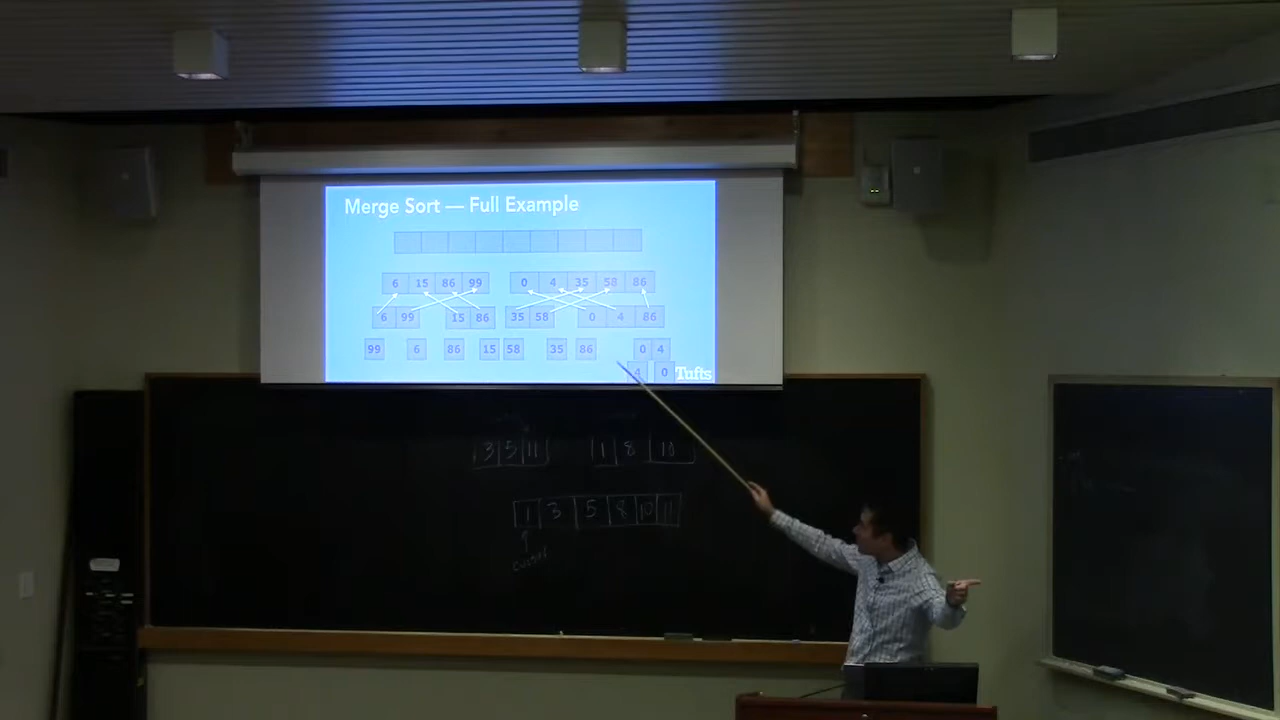 Merge Sort — Full Example
6 15 86 99 0 4 35 58 86
6 99 15 86 35 58 0 4 86
99 6 86 15 58 35 86 0 4
4 0 Tufts
3 5 11 1 8 10
1 3 5 8 10 11
cursor